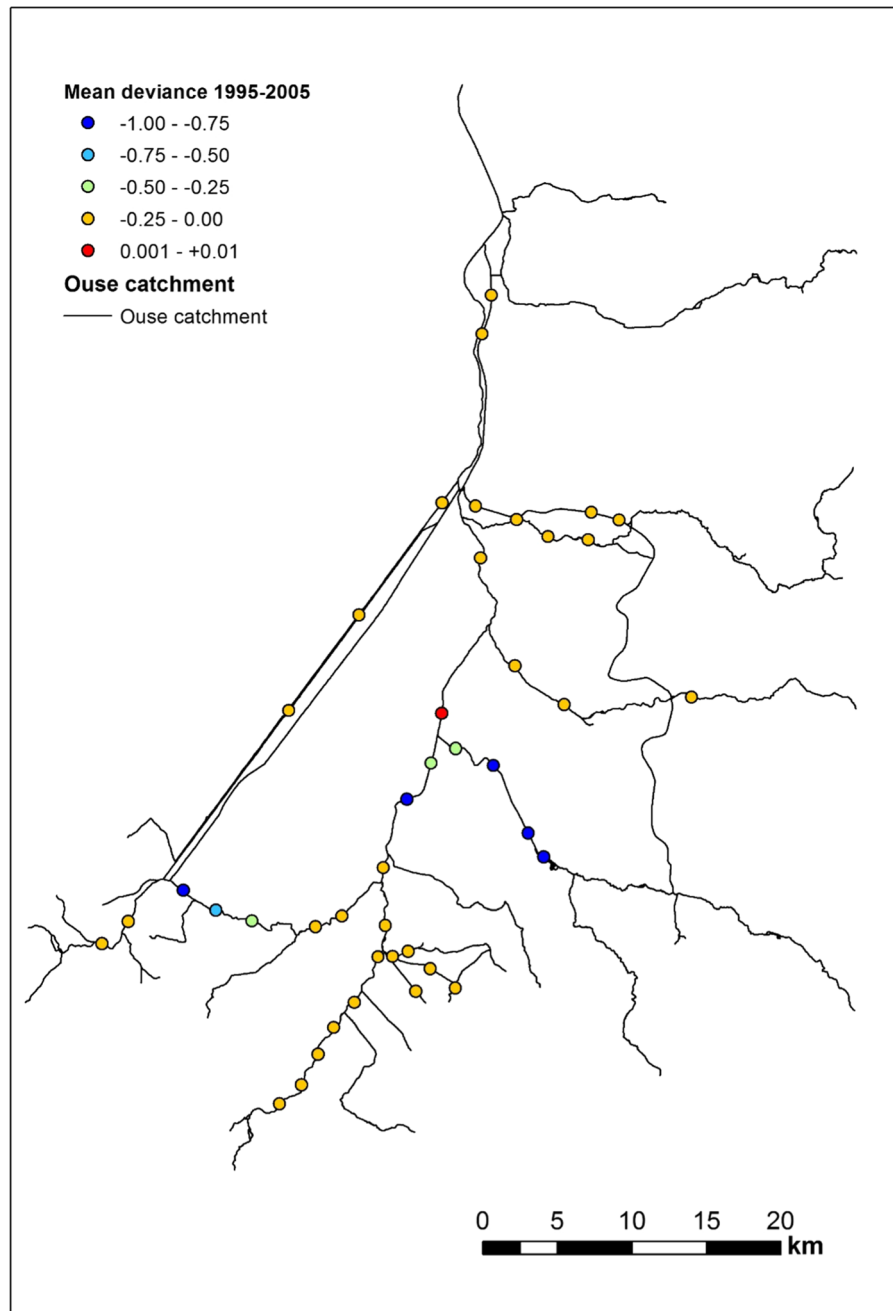 Mean deviance 1995-2005
-1.00 - -0.75
-0.75 - -0.50
-0.50 - -0.25
-0.25 - 0.00
0.001 - +0.01
Ouse catchment
Ouse catchment
0 5 10 15 20
km